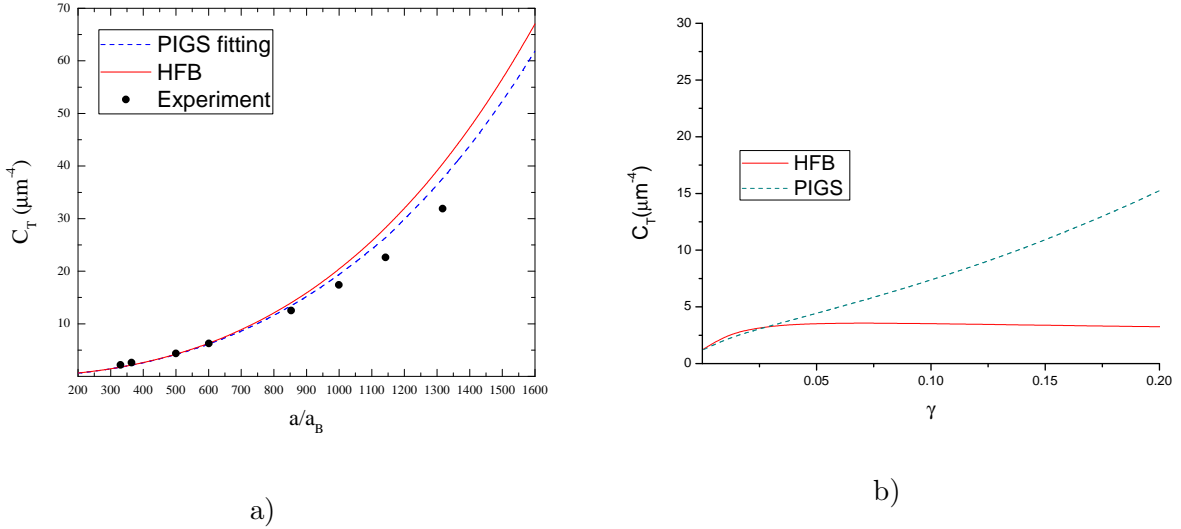 70
60
50
40
30
20
10
C_T (μm⁻⁴)
PIGS fitting
HFB
Experiment
200 300 400 500 600 700 800 900 1000 1100 1200 1300 1400 1500 1600
a/a_B
a)
30
25
20
15
10
5
0
C_T(μm⁻⁴)
HFB
PIGS
0.05 0.10 0.15 0.20
γ
b)